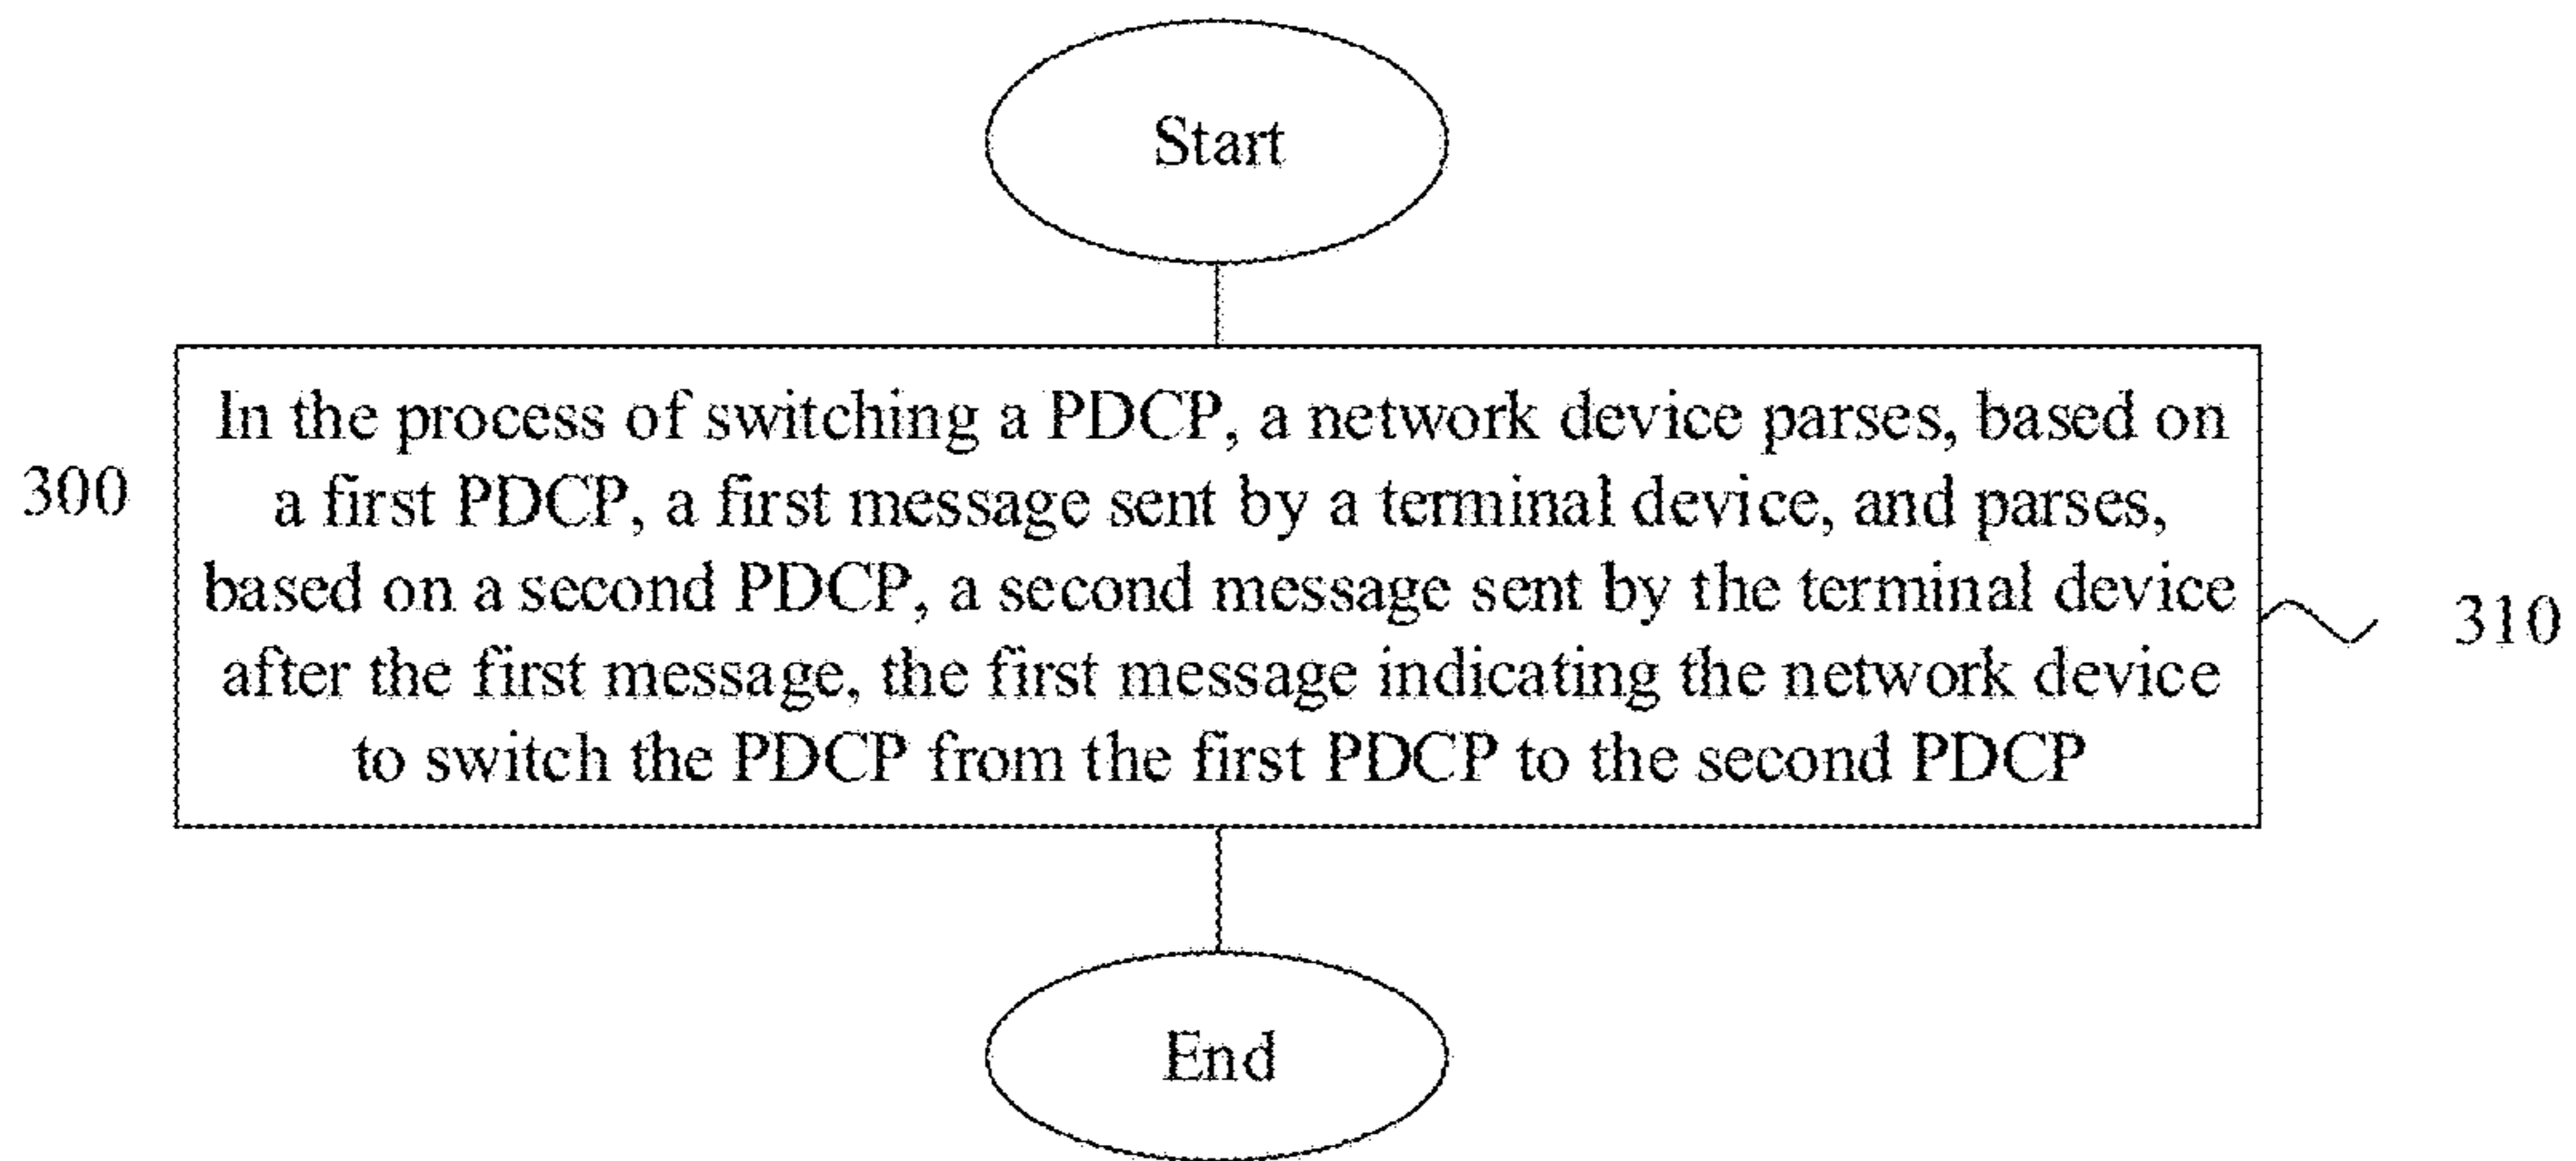 Start
In the process of switching a PDCP, a network device parses, based on
300
a first PDCP, a first message sent by a terminal device, and parses,
based on a second PDCP, a second message sent by the terminal device
310
after the first message, the first message indicating the network device
to switch the PDCP from the first PDCP to the second PDCP
End